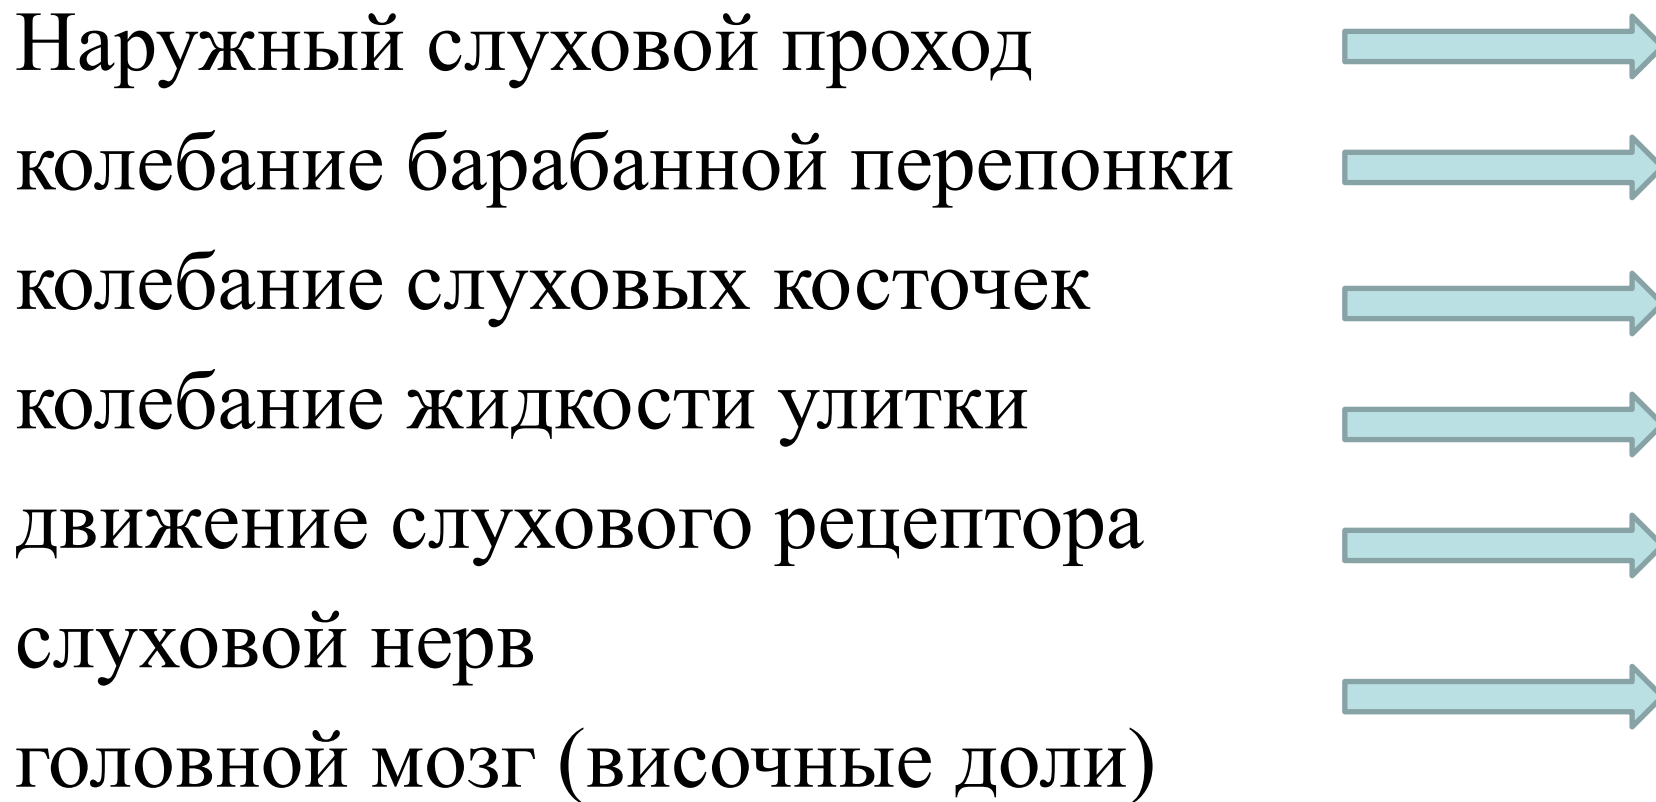 Наружный слуховой проход
колебание барабанной перепонки
колебание слуховых косточек
колебание жидкости улитки
движение слухового рецептора
слуховой нерв
головной мозг (височные доли)